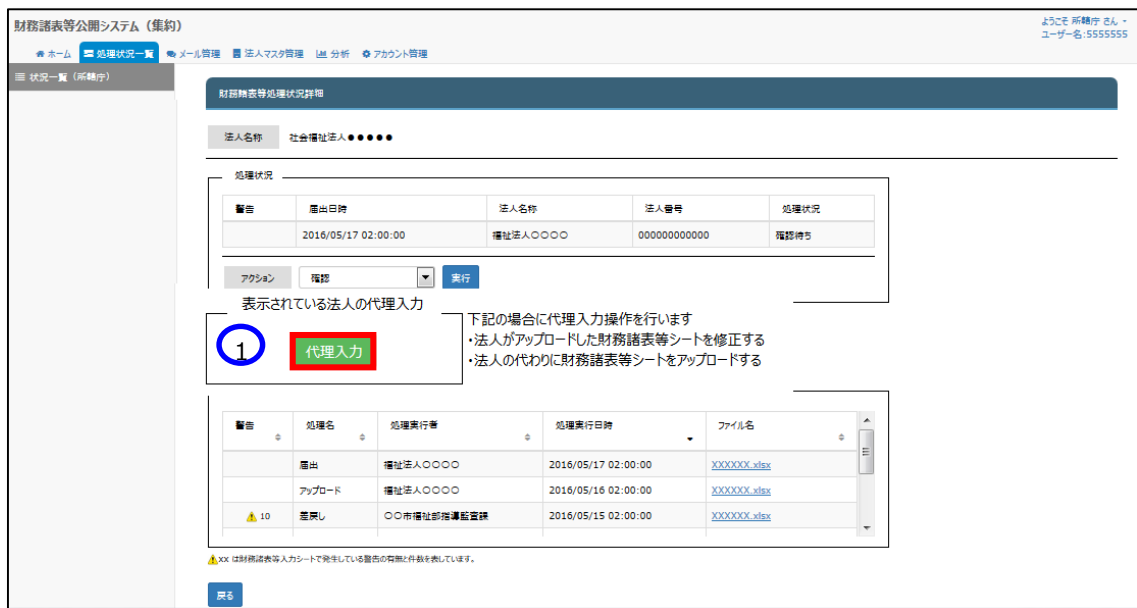 財務諸表等公開システム（集約）
ようこそ 所轄庁 さん
ユーザー名:5555555
ホーム 処理状況一覧 メール管理 法人マスタ管理 分析 アカウント管理
状況一覧（所轄庁）
財務諸表等処理状況詳細
法人名称 社会福祉法人●●●●●
処理状況
警告 届出日時 法人名称 法人番号 処理状況
2016/05/17 02:00:00 福祉法人〇〇〇〇 000000000000 確認待ち
アクション 確認 実行
表示されている法人の代理入力
下記の場合に代理入力操作を行います
・法人がアップロードした財務諸表等シートを修正する
・法人の代わりに財務諸表等シートをアップロードする
1 代理入力
警告 処理名 処理実行者 処理実行日時 ファイル名
届出 福祉法人〇〇〇〇 2016/05/17 02:00:00 XXXXXX.xlsx
アップロード 福祉法人〇〇〇〇 2016/05/16 02:00:00 XXXXXX.xlsx
10 差戻し 〇〇市福祉部指導監査課 2016/05/15 02:00:00 XXXXXX.xlsx
xx は財務諸表等入力シートで発生している警告の有無と件数を表しています。
戻る